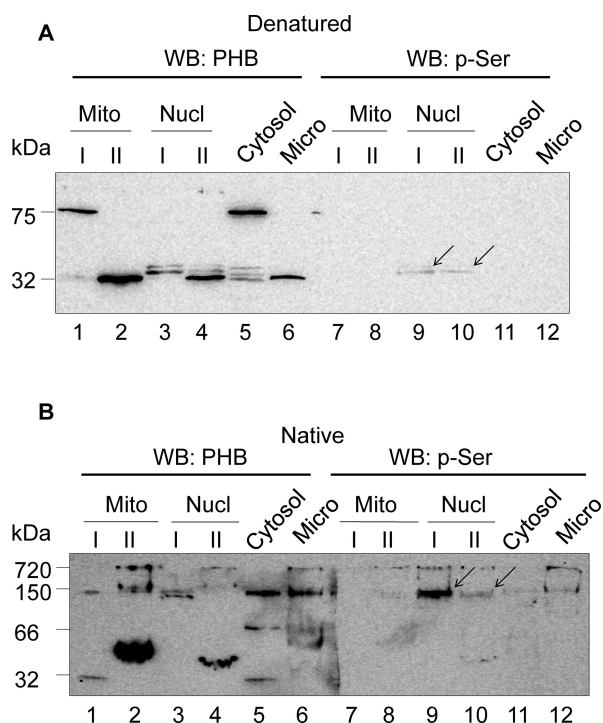 A
Denatured
WB: PHB WB: p-Ser
Mito Nucl Cytosol Micro Mito Nucl Cytosol Micro
kDa I II I II I II I II
75
32
1 2 3 4 5 6 7 8 9 10 11 12
B
Native
WB: PHB WB: p-Ser
Mito Nucl Cytosol Micro Mito Nucl Cytosol Micro
kDa I II I II I II I II
720
150
66
32
1 2 3 4 5 6 7 8 9 10 11 12